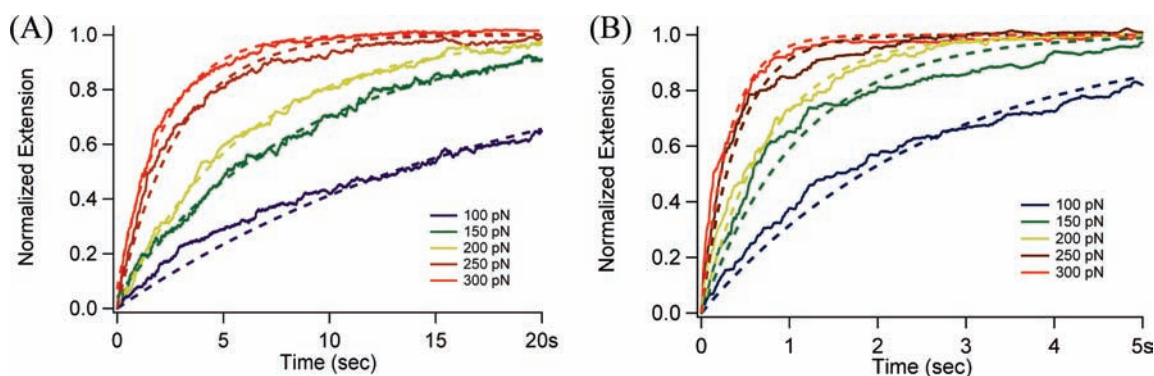 (A)
Normalized Extension
1.0
0.8
0.6
0.4
0.2
0.0
100 pN
150 pN
200 pN
250 pN
300 pN
0 5 10 15 20s
Time (sec)
(B)
Normalized Extension
1.0
0.8
0.6
0.4
0.2
0.0
100 pN
150 pN
200 pN
250 pN
300 pN
0 1 2 3 4 5s
Time (sec)